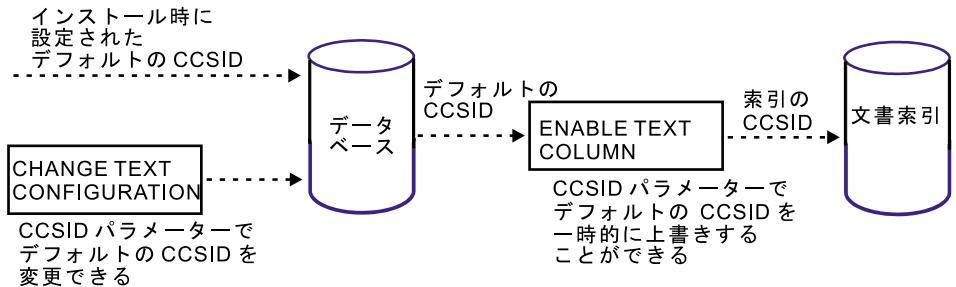 インストール時に
設定された
デフォルトの CCSID
データ
ベース
CHANGE TEXT
CONFIGURATION
CCSID パラメーターで
デフォルトの CCSID を
変更できる
デフォルトの
CCSID
ENABLE TEXT
COLUMN
CCSID パラメーターで
デフォルトの CCSID を
一時的に上書きする
ことができる
索引の
CCSID
文書索引